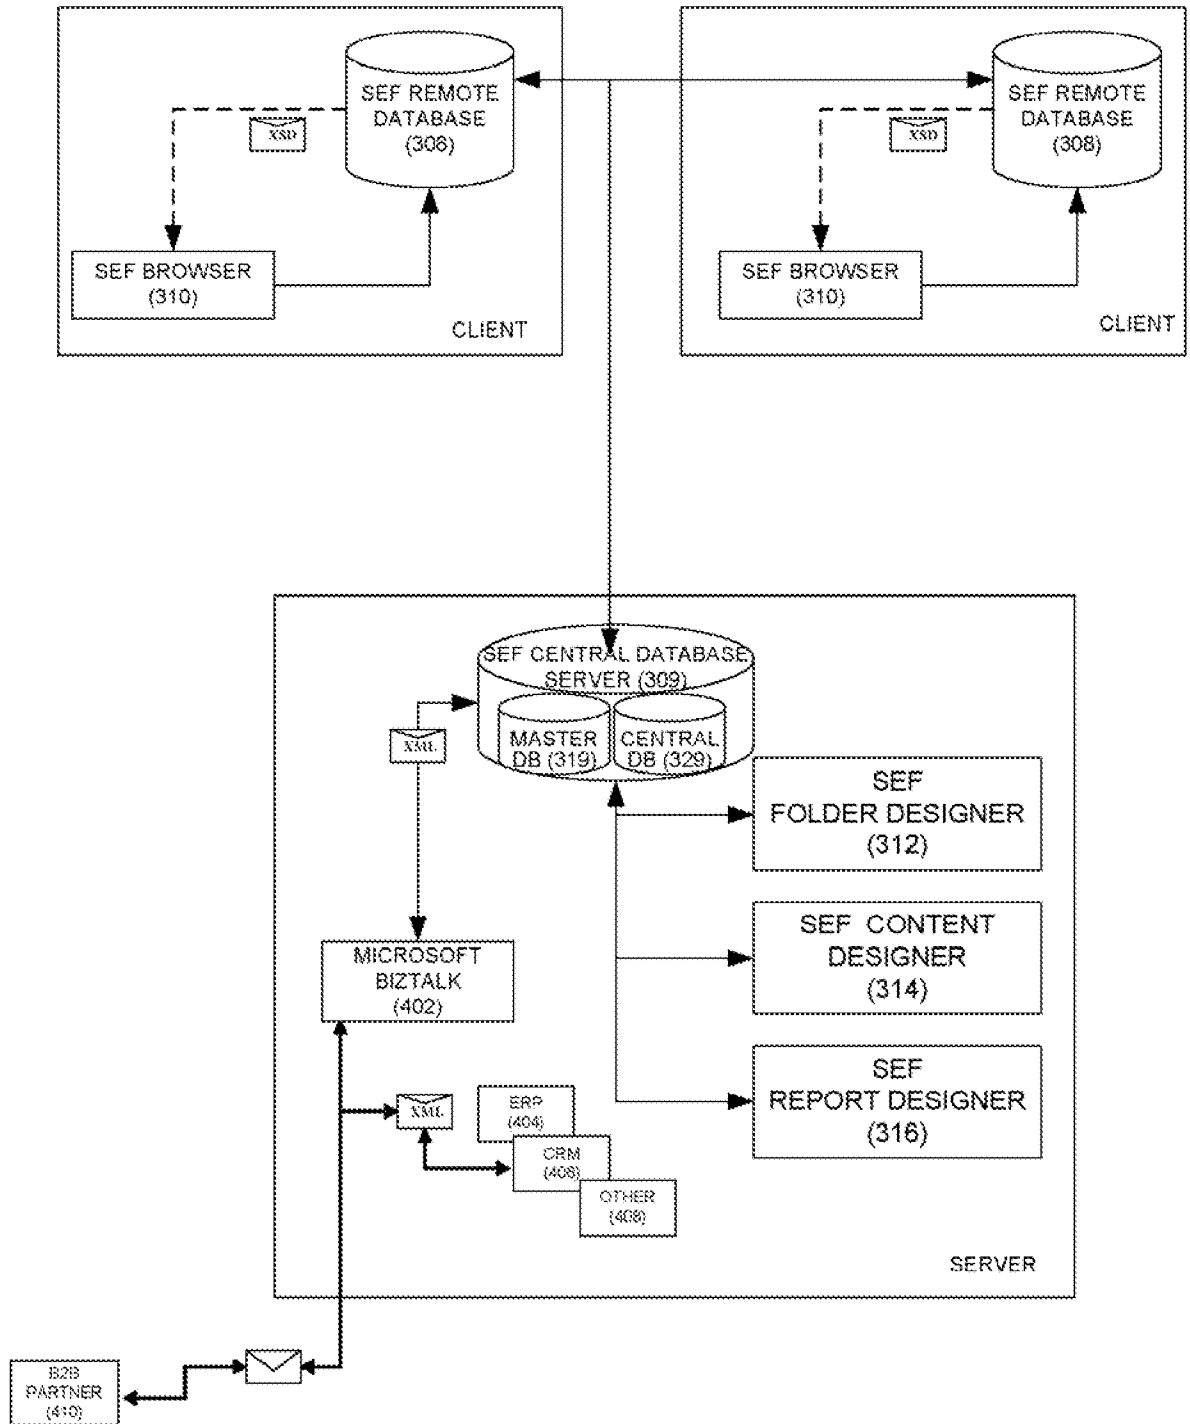 SEF REMOTE
DATABASE
(308)
XSD
SEF BROWSER
(310)
CLIENT
SEF REMOTE
DATABASE
(308)
XSD
SEF BROWSER
(310)
CLIENT
SEF CENTRAL DATABASE
SERVER (309)
MASTER
DB (319)
CENTRAL
DB (329)
XML
SEF
FOLDER DESIGNER
(312)
SEF CONTENT
DESIGNER
(314)
SEF
REPORT DESIGNER
(316)
MICROSOFT
BIZTALK
(402)
XML
ERP
(404)
CRM
(406)
OTHER
(408)
SERVER
B2B
PARTNER
(410)